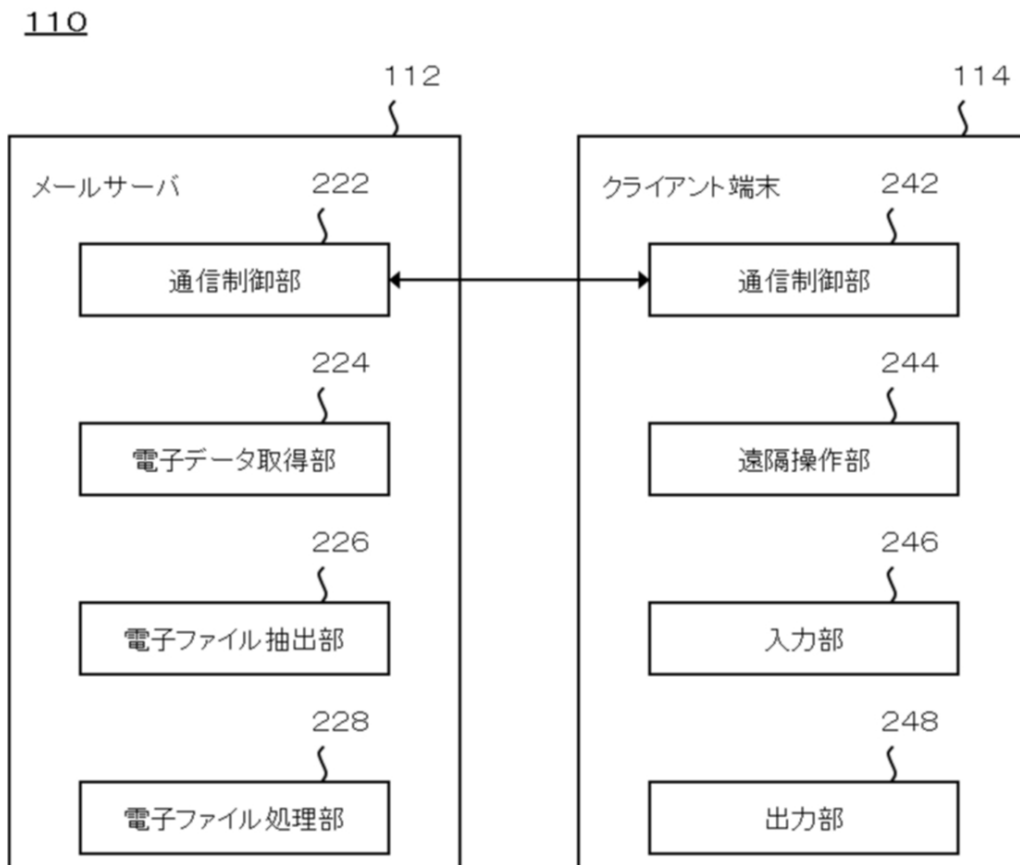 110
112
114
メールサーバ
222
クライアント端末
242
通信制御部
通信制御部
224
244
電子データ取得部
遠隔操作部
226
246
電子ファイル抽出部
入力部
228
248
電子ファイル処理部
出力部